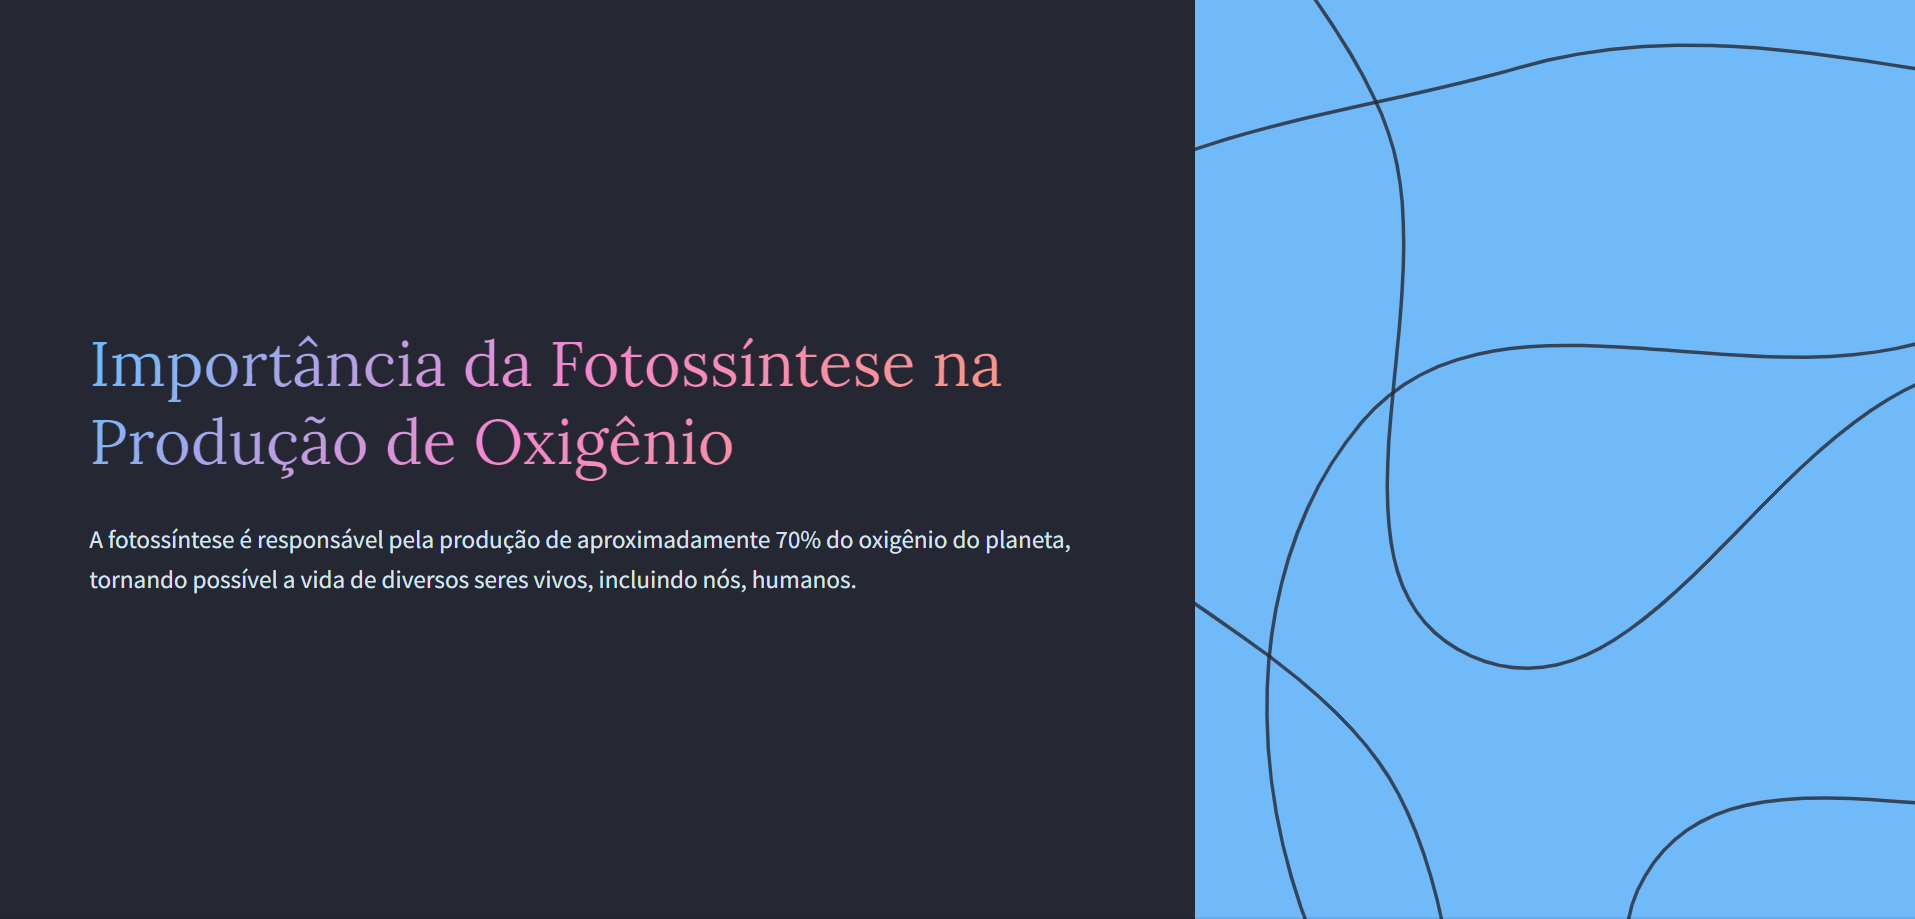 Importância da Fotossíntese na
Produção de Oxigênio
A fotossíntese é responsável pela produção de aproximadamente 70% do oxigênio do planeta,
tornando possível a vida de diversos seres vivos, incluindo nós, humanos.